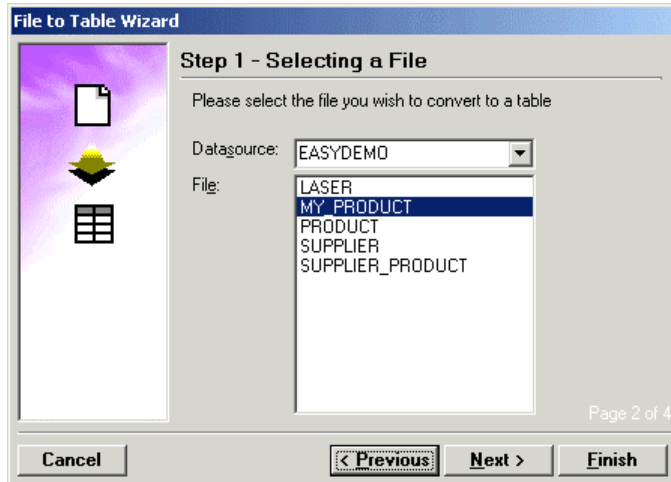 File to Table Wizard
Step 1 - Selecting a File
Please select the file you wish to convert to a table
Datasource: EASYDEMO
File:
LASER
MY_PRODUCT
PRODUCT
SUPPLIER
SUPPLIER_PRODUCT
Page 2 of 4
Cancel < Previous Next > Finish